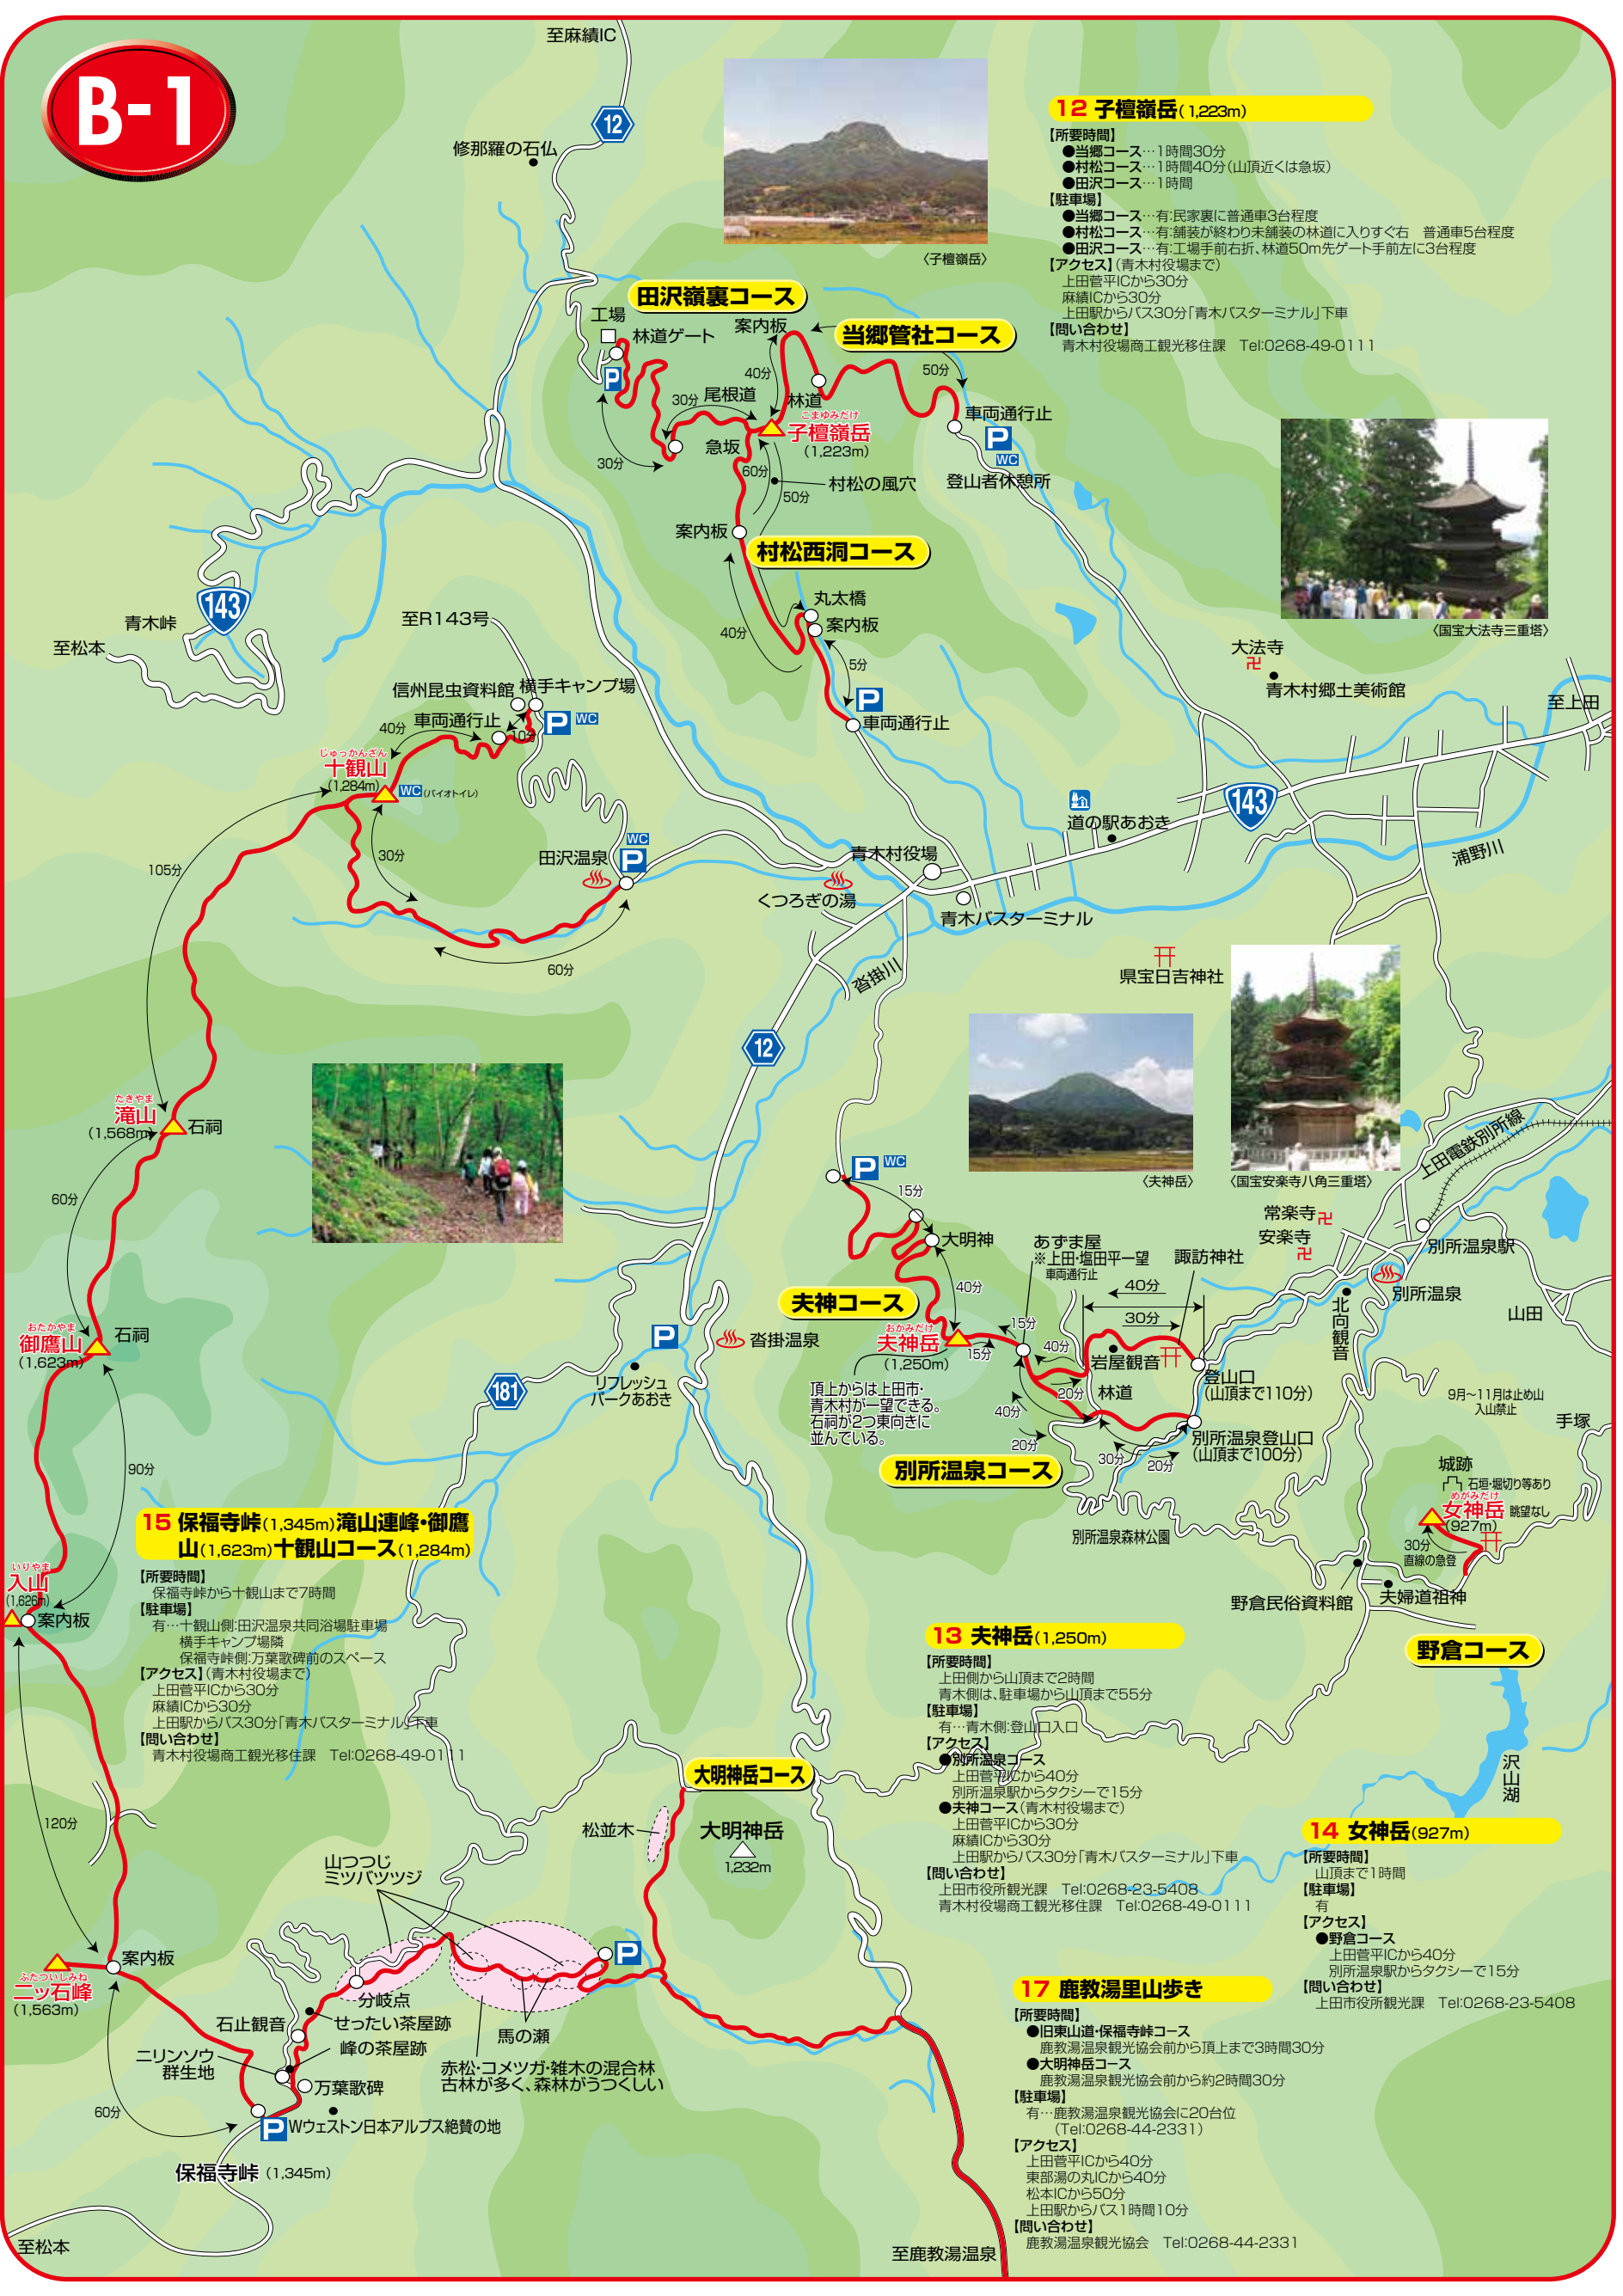 B-1
至麻績IC
12
修那羅の石仏
〈子檀嶺岳〉
12 子檀嶺岳(1,223m)
【所要時間】
●当郷コース…1時間30分
●村松コース…1時間40分(山頂近くは急坂)
●田沢コース…1時間
【駐車場】
●当郷コース…有:民家裏に普通車3台程度
●村松コース…有:舗装が終わり未舗装の林道に入りすぐ右 普通車5台程度
●田沢コース…有:工場手前右折、林道50m先ゲート手前左に3台程度
【アクセス】(青木村役場まで)
上田菅平ICから30分
麻績ICから30分
上田駅からバス30分「青木バスターミナル」下車
【問い合わせ】
青木村役場商工観光移住課 Tel:0268-49-0111
田沢嶺裏コース
工場
林道ゲート
P
案内板
当郷管社コース
50分
40分
30分
尾根道
林道
こまゆみだけ
子檀嶺岳
(1,223m)
急坂
30分
車両通行止
P
WC
登山者休憩所
60分
50分
村松の風穴
案内板
村松西洞コース
丸太橋
案内板
40分
5分
P
車両通行止
〈国宝大法寺三重塔〉
大法寺
卍
青木村郷土美術館
至上田
143
青木峠
至松本
至R143号
信州昆虫資料館
横手キャンプ場
P
WC
車両通行止
40分
10分
じゅっかんざん
十観山
(1,284m)
WC(バイオトイレ)
105分
30分
田沢温泉
WC
P
60分
143
道の駅あおき
青木村役場
くつろぎの湯
青木バスターミナル
浦野川
沓掛川
県宝日吉神社
12
たきやま
滝山
(1,568m)
石祠
60分
おたかやま
御鷹山
(1,623m)
石祠
90分
いりやま
入山
(1,626m)
案内板
〈夫神岳〉
〈国宝安楽寺八角三重塔〉
上田電鉄別所線
常楽寺卍
安楽寺
卍
別所温泉駅
別所温泉
北向観音
山田
P
WC
15分
大明神
40分
夫神コース
おかみだけ
夫神岳
(1,250m)
頂上からは上田市・
青木村が一望できる。
石祠が2つ東向きに
並んでいる。
あずま屋
※上田・塩田平一望
車両通行止
諏訪神社
40分
30分
15分
15分
40分
岩屋観音
20分
林道
登山口
(山頂まで110分)
40分
20分
30分
20分
別所温泉登山口
(山頂まで100分)
別所温泉コース
別所温泉森林公園
9月～11月は止め山
入山禁止
手塚
城跡
石垣・堀切り等あり
めがみだけ
女神岳
(927m)
眺望なし
30分
直線の急登
野倉民俗資料館
夫婦道祖神
野倉コース
P
沓掛温泉
リフレッシュ
パークあおき
181
15 保福寺峠(1,345m)滝山連峰・御鷹
山(1,623m)十観山コース(1,284m)
【所要時間】
保福寺峠から十観山まで7時間
【駐車場】
有…十観山側:田沢温泉共同浴場駐車場
横手キャンプ場隣
保福寺峠側:万葉歌碑前のスペース
【アクセス】(青木村役場まで)
上田菅平ICから30分
麻績ICから30分
上田駅からバス30分「青木バスターミナル」下車
【問い合わせ】
青木村役場商工観光移住課 Tel:0268-49-0111
13 夫神岳(1,250m)
【所要時間】
上田側から山頂まで2時間
青木側は、駐車場から山頂まで55分
【駐車場】
有…青木側:登山口入口
【アクセス】
●別所温泉コース
上田菅平ICから40分
別所温泉駅からタクシーで15分
●夫神コース(青木村役場まで)
上田菅平ICから30分
麻績ICから30分
上田駅からバス30分「青木バスターミナル」下車
【問い合わせ】
上田市役所観光課 Tel:0268-23-5408
青木村役場商工観光移住課 Tel:0268-49-0111
沢山湖
14 女神岳(927m)
【所要時間】
山頂まで1時間
【駐車場】
有
【アクセス】
●野倉コース
上田菅平ICから40分
別所温泉駅からタクシーで15分
【問い合わせ】
上田市役所観光課 Tel:0268-23-5408
17 鹿教湯里山歩き
【所要時間】
●旧東山道・保福寺峠コース
鹿教湯温泉観光協会前から頂上まで3時間30分
●大明神岳コース
鹿教湯温泉観光協会前から約2時間30分
【駐車場】
有…鹿教湯温泉観光協会に20台位
(Tel:0268-44-2331)
【アクセス】
上田菅平ICから40分
東部湯の丸ICから40分
松本ICから50分
上田駅からバス1時間10分
【問い合わせ】
鹿教湯温泉観光協会 Tel:0268-44-2331
大明神岳コース
松並木
大明神岳
1,232m
120分
山つつじ
ミツバツツジ
P
ふたついしみね
二ッ石峰
(1,563m)
案内板
分岐点
せったい茶屋跡
石止観音
峰の茶屋跡
ニリンソウ
群生地
万葉歌碑
馬の瀬
赤松・コメツガ・雑木の混合林
古林が多く、森林がうつくしい
60分
P
Wウェストン日本アルプス絶賛の地
保福寺峠(1,345m)
至松本
至鹿教湯温泉